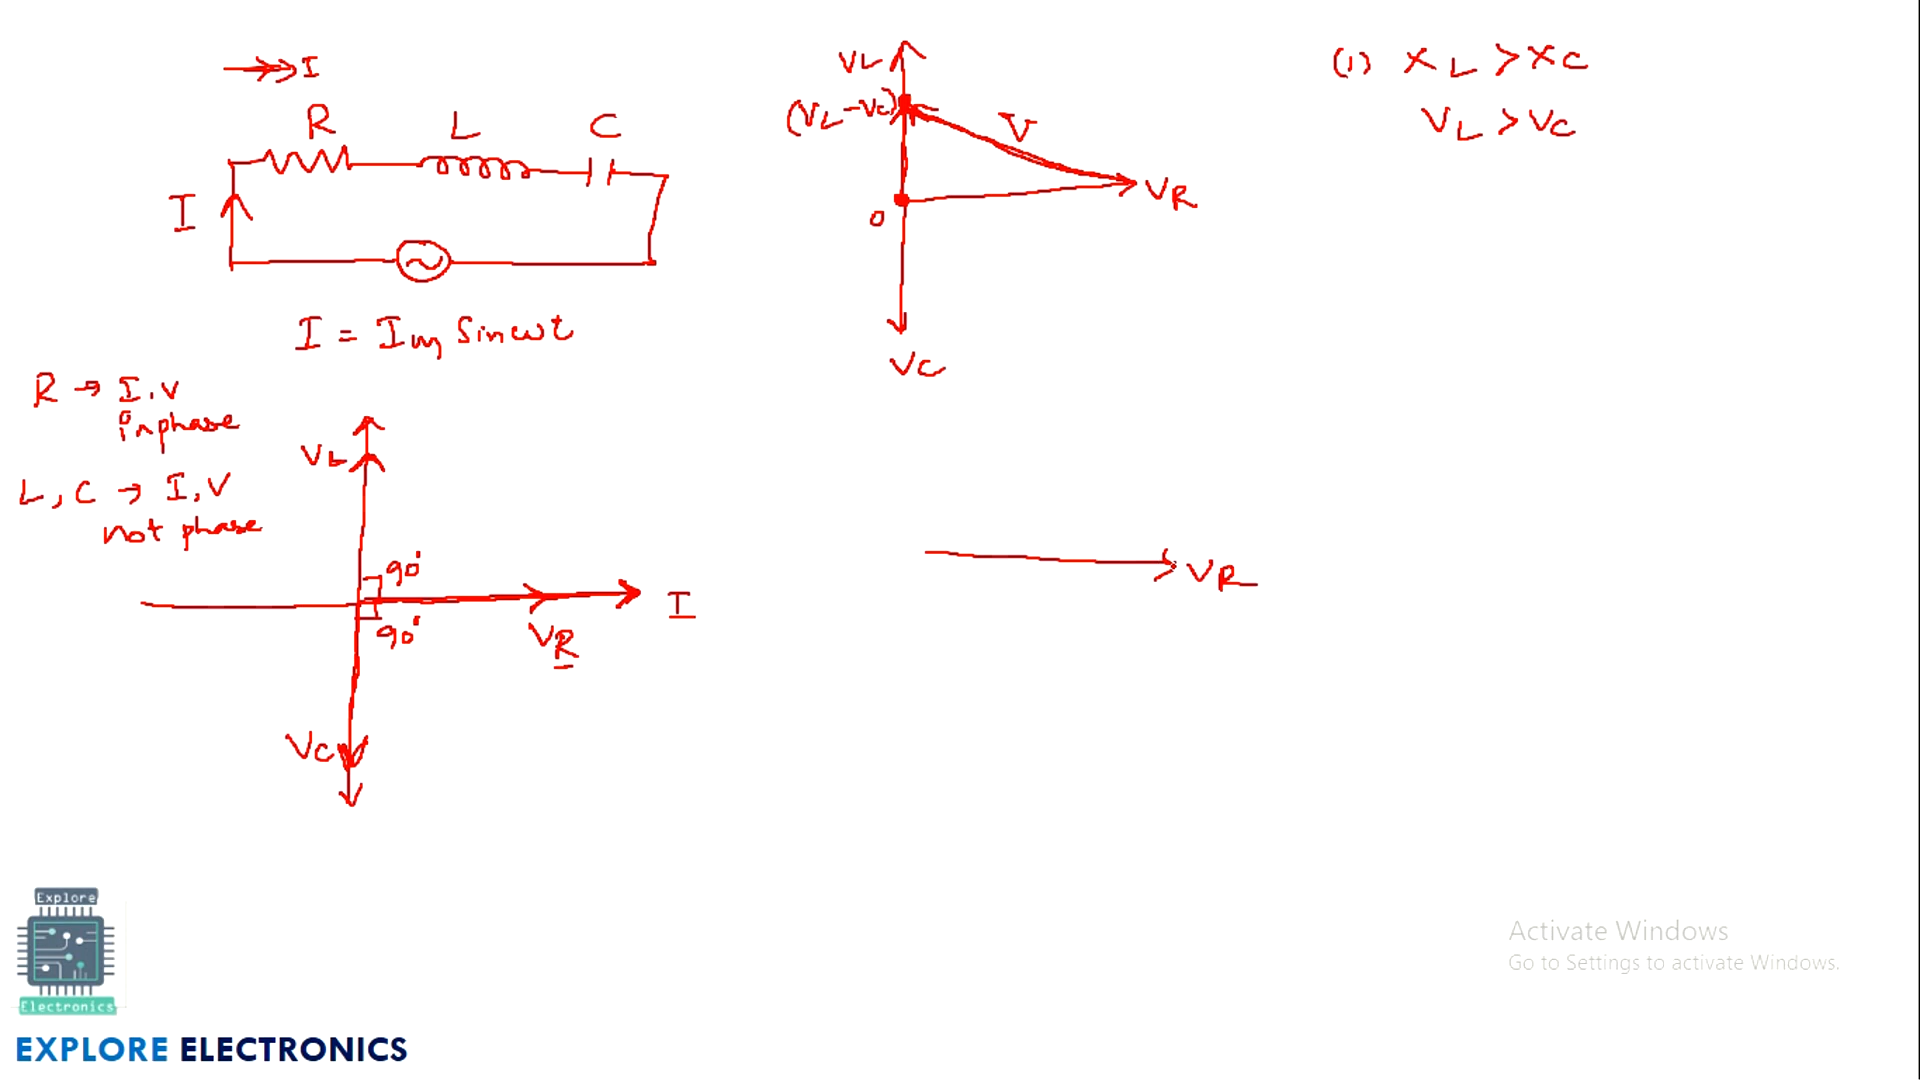 I
R L C
I
I = Im Sinωt
R → I, V
inphase
L, C → I, V
not phase
VL
90°
90°
I
VR
VC
VL
(VL-VC)
V
VR
0
VC
(1) XL > XC
VL > VC
VR
Explore
Electronics
EXPLORE ELECTRONICS
Activate Windows
Go to Settings to activate Windows.